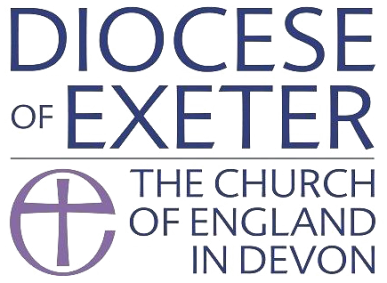 DIOCESE
OF EXETER
THE CHURCH
OF ENGLAND
IN DEVON